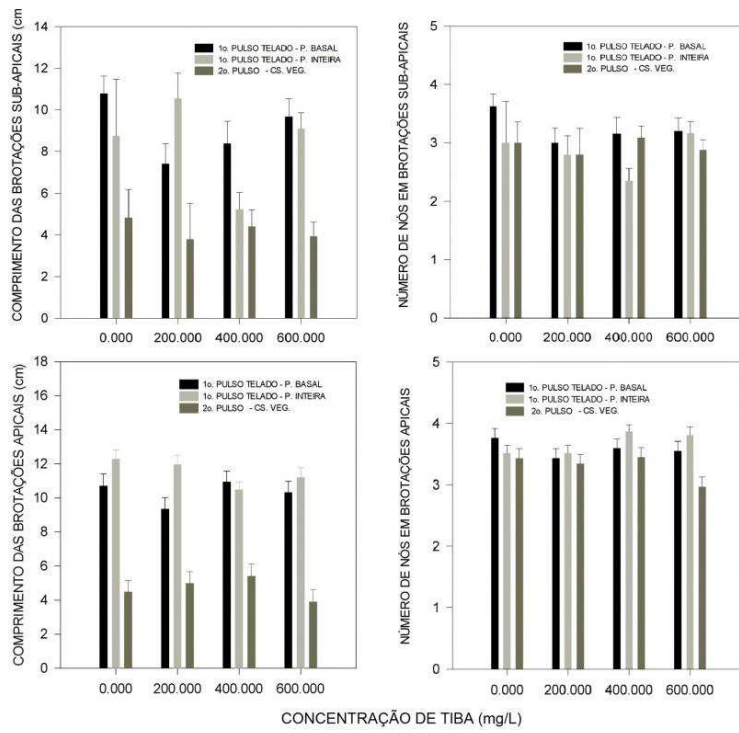 COMPRIMENTO DAS BROTAÇÕES SUB-APICAIS (cm
14
12
10
8
6
4
2
0
1o. PULSO TELADO - P. BASAL
1o. PULSO TELADO - P. INTEIRA
2o. PULSO - CS. VEG.
0.000 200.000 400.000 600.000
NÚMERO DE NÓS EM BROTAÇÕES SUB-APICAIS
5
4
3
2
1
0
1o. PULSO TELADO - P. BASAL
1o. PULSO TELADO - P. INTEIRA
2o. PULSO - CS. VEG.
0.000 200.000 400.000 600.000
COMPRIMENTO DAS BROTAÇÕES APICAIS (cm)
18
16
14
12
10
8
6
4
2
0
1o. PULSO TELADO - P. BASAL
1o. PULSO TELADO - P. INTEIRA
2o. PULSO - CS. VEG.
0.000 200.000 400.000 600.000
NÚMERO DE NÓS EM BROTAÇÕES APICAIS
5
4
3
2
1
0
1o. PULSO TELADO - P. BASAL
1o. PULSO TELADO - P. INTEIRA
2o. PULSO - CS. VEG.
0.000 200.000 400.000 600.000
CONCENTRAÇÃO DE TIBA (mg/L)